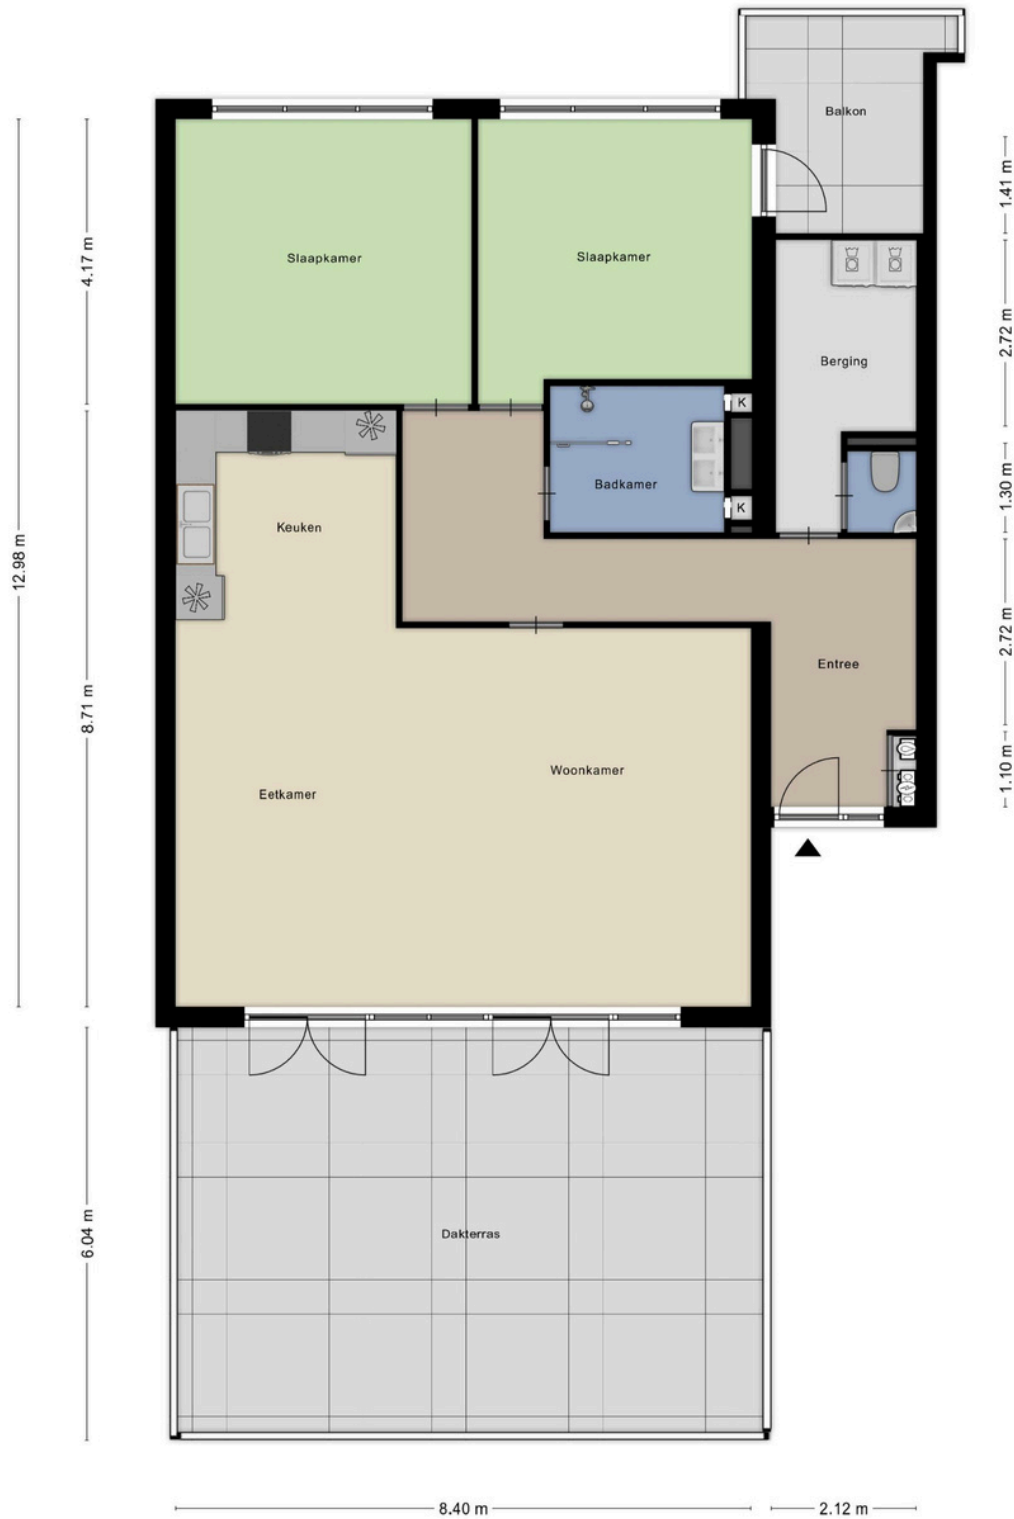 Balkon
Slaapkamer
Slaapkamer
Berging
K
Badkamer
K
Keuken
Entree
Woonkamer
Eetkamer
Dakterras
12.98 m
4.17 m
8.71 m
6.04 m
1.41 m
2.72 m
1.30 m
2.72 m
1.10 m
8.40 m
2.12 m